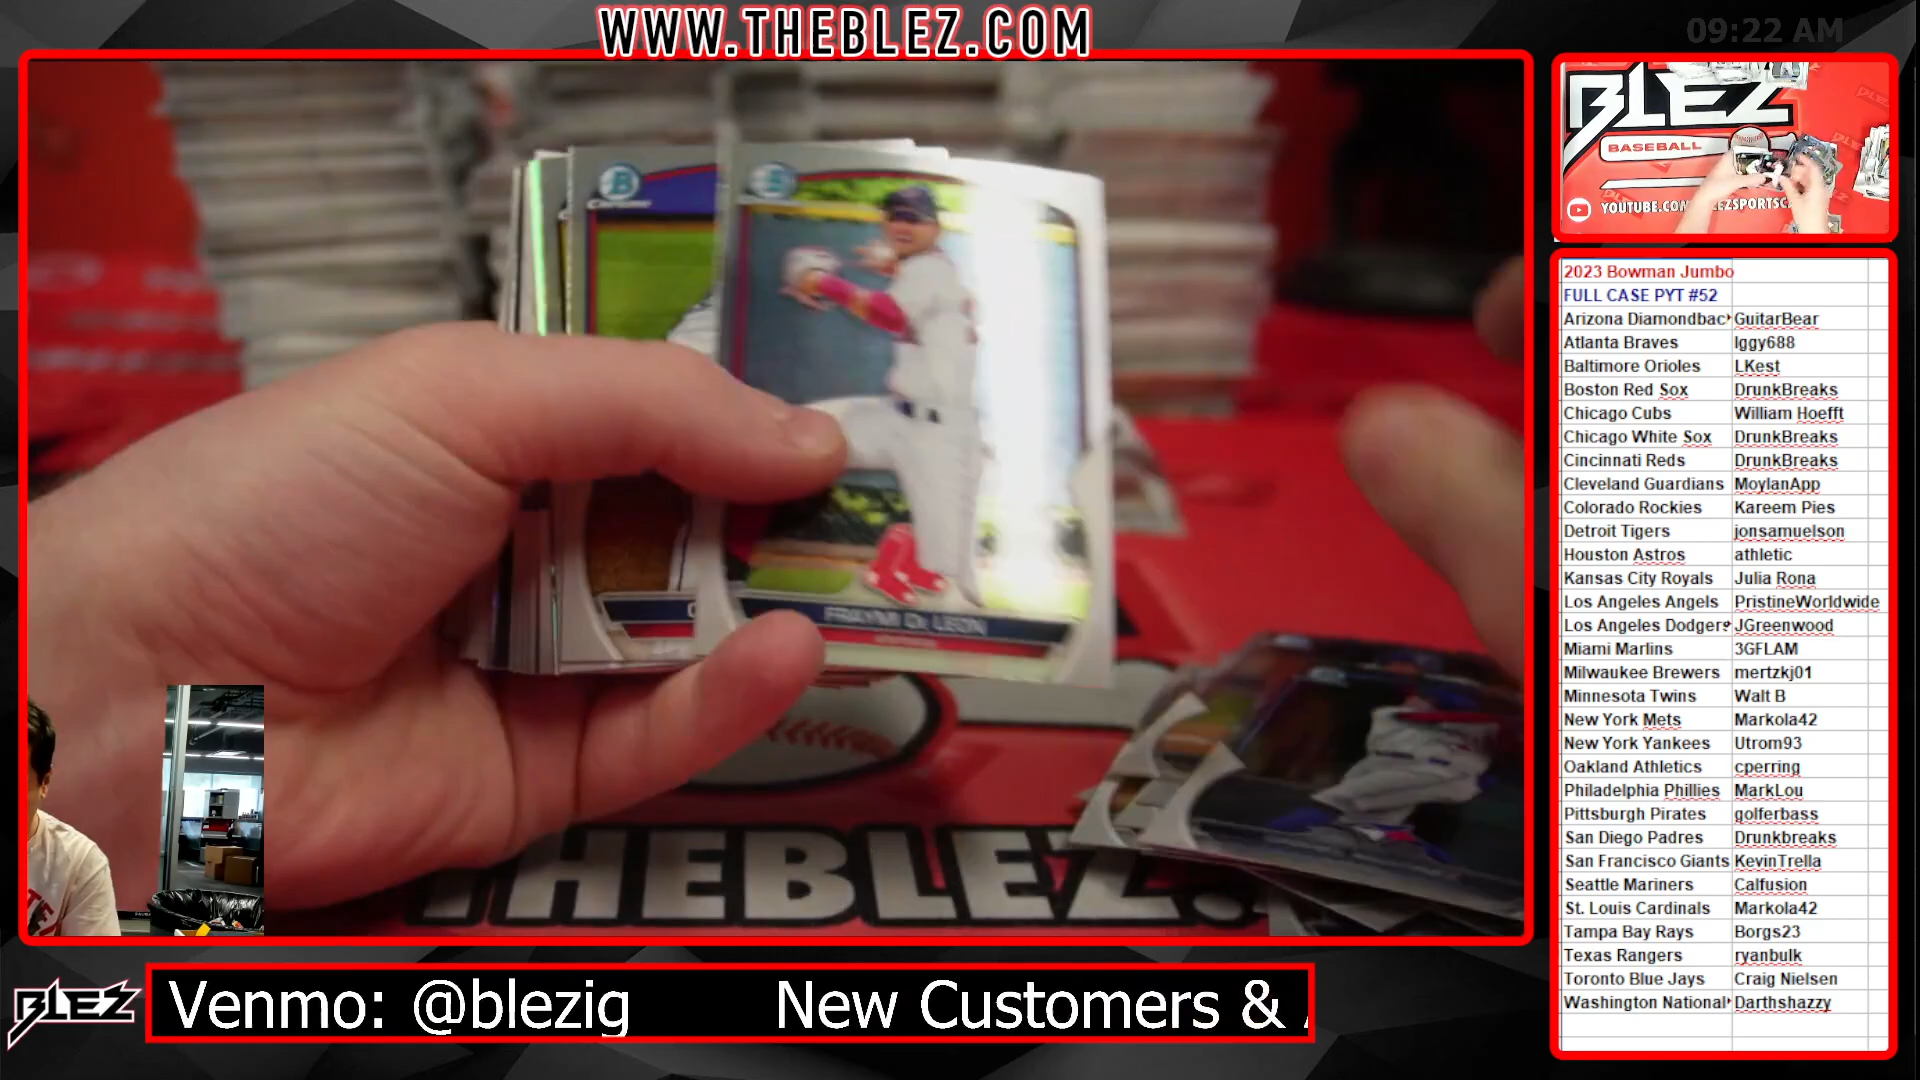 WWW.THEBLEZ.COM
09:22 AM
BLEZ
BASEBALL
2023 Bowman Jumbo
FULL CASE PYT #52
Arizona Diamondbac GuitarBear
Atlanta Braves Iggy688
Baltimore Orioles LKest
Boston Red Sox DrunkBreaks
Chicago Cubs William Hoefft
Chicago White Sox DrunkBreaks
Cincinnati Reds DrunkBreaks
Cleveland Guardians MoylanApp
Colorado Rockies Kareem Pies
Detroit Tigers jonsamuelson
Houston Astros athletic
Kansas City Royals Julia Rona
Los Angeles Angels PristineWorldwide
Los Angeles Dodgers JGreenwood
Miami Marlins 3GFLAM
Milwaukee Brewers mertzkj01
Minnesota Twins Walt B
New York Mets Markola42
New York Yankees Utrom93
Oakland Athletics cperring
Philadelphia Phillies MarkLou
Pittsburgh Pirates golferbass
San Diego Padres Drunkbreaks
San Francisco Giants KevinTrella
Seattle Mariners Calfusion
St. Louis Cardinals Markola42
Tampa Bay Rays Borgs23
Texas Rangers ryanbulk
Toronto Blue Jays Craig Nielsen
Washington National Darthshazzy
B
Chrome
B
FRAYMI De LEON
THEBLEZ.
BLEZ
Venmo: @blezig New Customers &